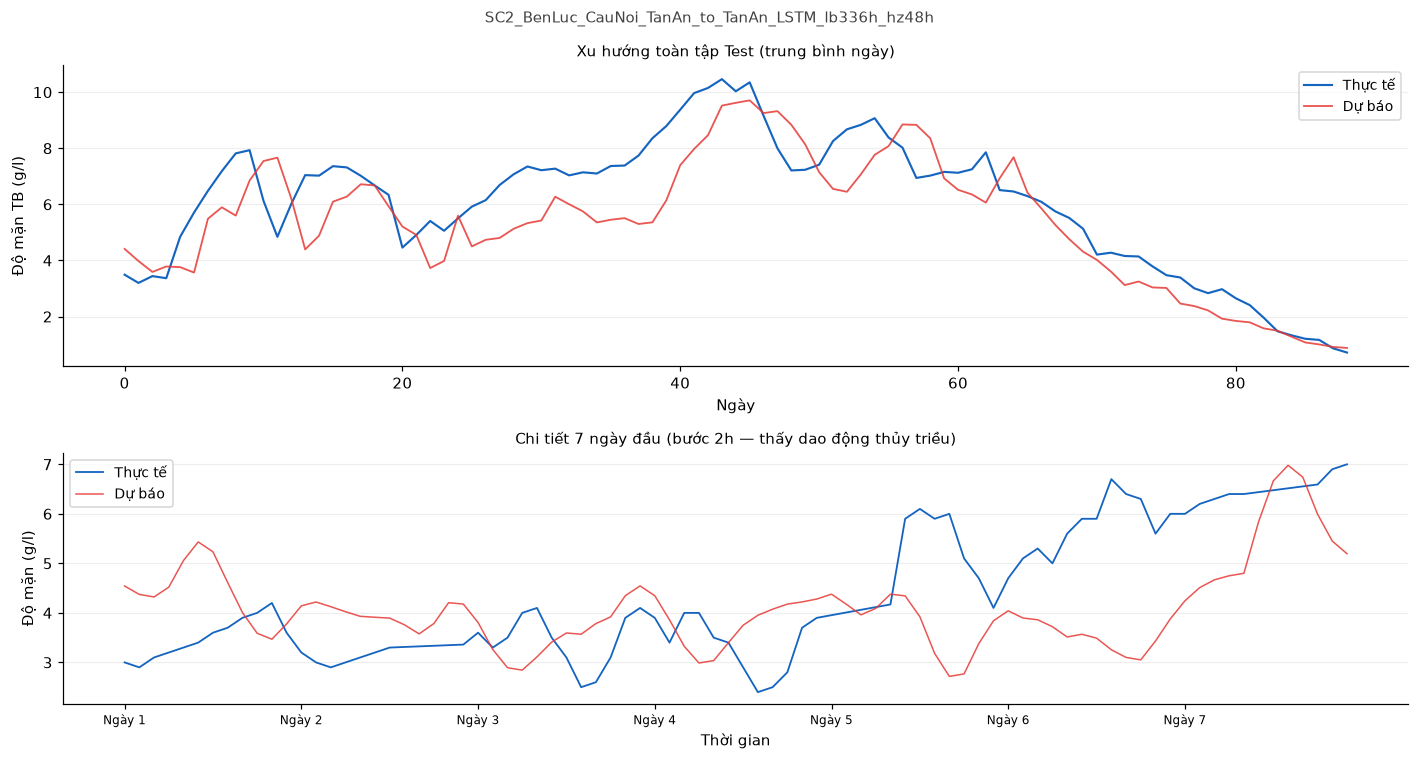 SC2_BenLuc_CauNoi_TanAn_to_TanAn_LSTM_lb336h_hz48h
Xu hướng toàn tập Test (trung bình ngày)
Độ mặn TB (g/l)
10
8
6
4
2
Thực tế
Dự báo
0 20 40 60 80
Ngày
Chi tiết 7 ngày đầu (bước 2h — thấy dao động thủy triều)
Độ mặn (g/l)
7
6
5
4
3
Thực tế
Dự báo
Ngày 1 Ngày 2 Ngày 3 Ngày 4 Ngày 5 Ngày 6 Ngày 7
Thời gian